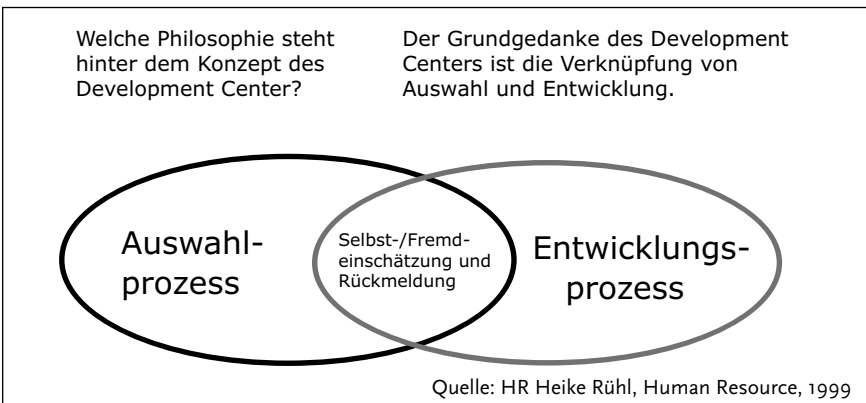 Welche Philosophie steht
hinter dem Konzept des
Development Center?
Der Grundgedanke des Development
Centers ist die Verknüpfung von
Auswahl und Entwicklung.
Auswahl-
prozess
Selbst-/Fremd-
einschätzung und
Rückmeldung
Entwicklungs-
prozess
Quelle: HR Heike Rühl, Human Resource, 1999